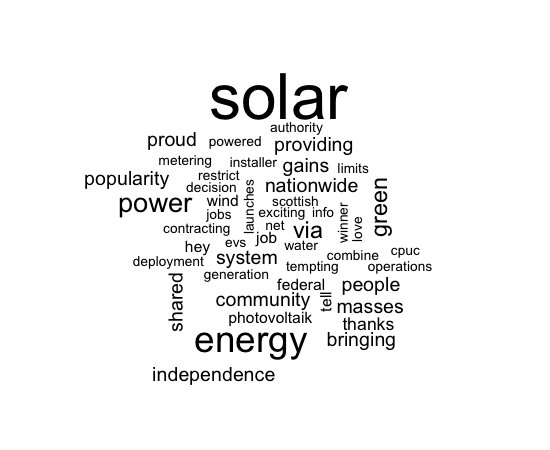 solar
authority
proud powered providing
metering installer gains limits
popularity restrict nationwide
decision
power wind launches scottish green
jobs exciting info winner love
contracting net via
hey evs job water
deployment system combine cpuc
generation tempting operations
federal people
shared community tell masses
photovoltaik thanks
energy bringing
independence